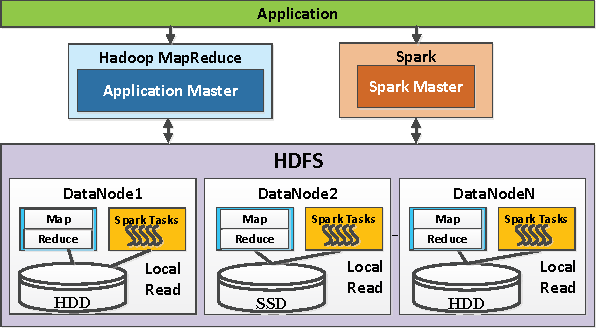 Application
Hadoop MapReduce
Application Master
Spark
Spark Master
HDFS
DataNode1
Map
Reduce
Spark Tasks
Local
Read
HDD
DataNode2
Map
Reduce
Spark Tasks
Local
Read
SSD
DataNodeN
Map
Reduce
Spark Tasks
Local
Read
HDD